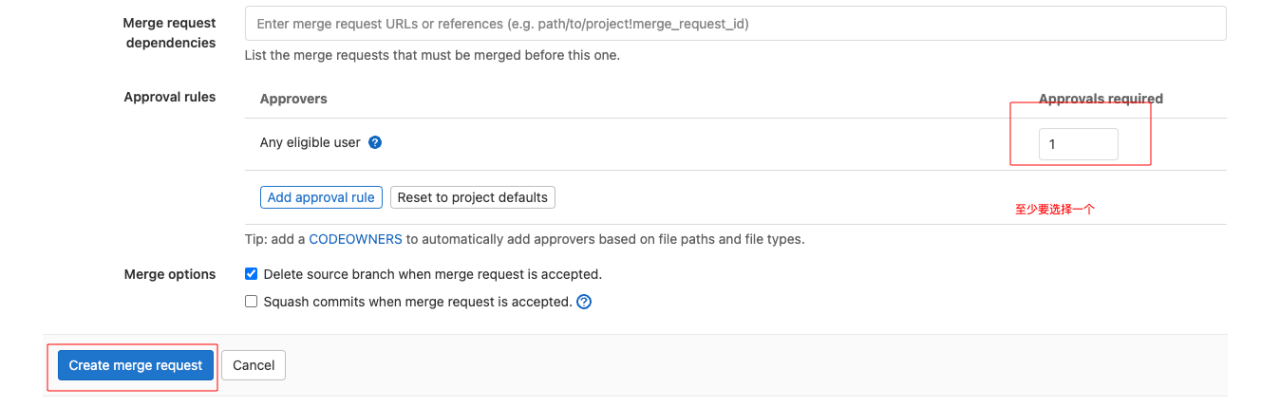 Merge request dependencies
Enter merge request URLs or references (e.g. path/to/project!merge_request_id)
List the merge requests that must be merged before this one.
Approval rules
Approvers
Approvals required
Any eligible user ?
1
Add approval rule
Reset to project defaults
至少要选择一个
Tip: add a CODEOWNERS to automatically add approvers based on file paths and file types.
Merge options
Delete source branch when merge request is accepted.
Squash commits when merge request is accepted. ?
Create merge request
Cancel